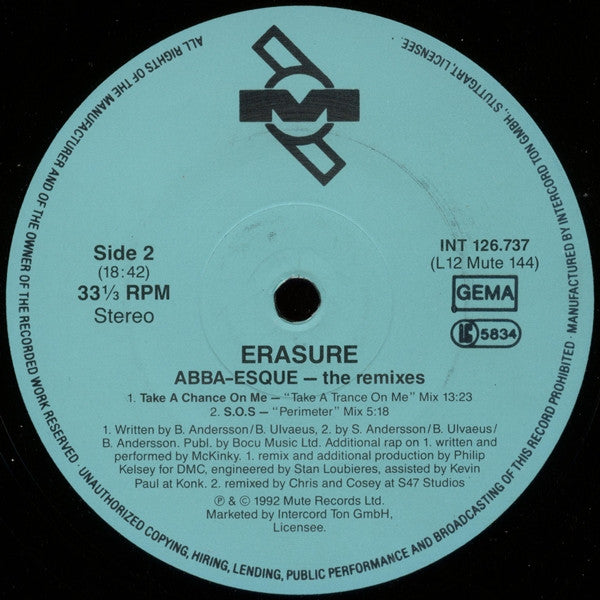 ALL RIGHTS OF THE MANUFACTURER AND OF THE OWNER OF THE RECORDED WORK RESERVED · UNAUTHORIZED COPYING, HIRING, LENDING, PUBLIC PERFORMANCE AND BROADCASTING OF THIS RECORD PROHIBITED · MANUFACTURED BY INTERCORD TON GMBH., STUTTGART, LICENSEE.
M
Side 2
(18:42)
33⅓ RPM
Stereo
INT 126.737
(L12 Mute 144)
GEMA
LC 5834
ERASURE
ABBA-ESQUE – the remixes
1. Take A Chance On Me – “Take A Trance On Me” Mix 13:23
2. S.O.S – “Perimeter” Mix 5:18
1. Written by B. Andersson/B. Ulvaeus, 2. by S. Andersson/B. Ulvaeus/
B. Andersson. Publ. by Bocu Music Ltd. Additional rap on 1. written and
performed by McKinky. 1. remix and additional production by Philip
Kelsey for DMC, engineered by Stan Loubieres, assisted by Kevin
Paul at Konk. 2. remixed by Chris and Cosey at S47 Studios
℗ & © 1992 Mute Records Ltd.
Marketed by Intercord Ton GmbH,
Licensee.